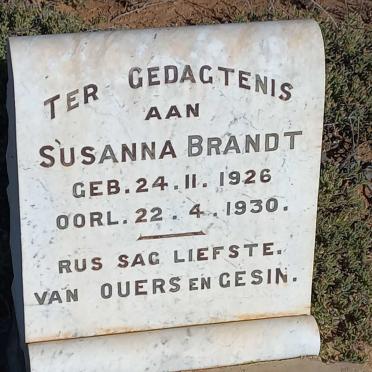 TER GEDAGTENIS
AAN
SUSANNA BRANDT
GEB. 24. 11. 1926
OORL. 22. 4. 1930.
RUS SAG LIEFSTE.
VAN OUERS EN GESIN.